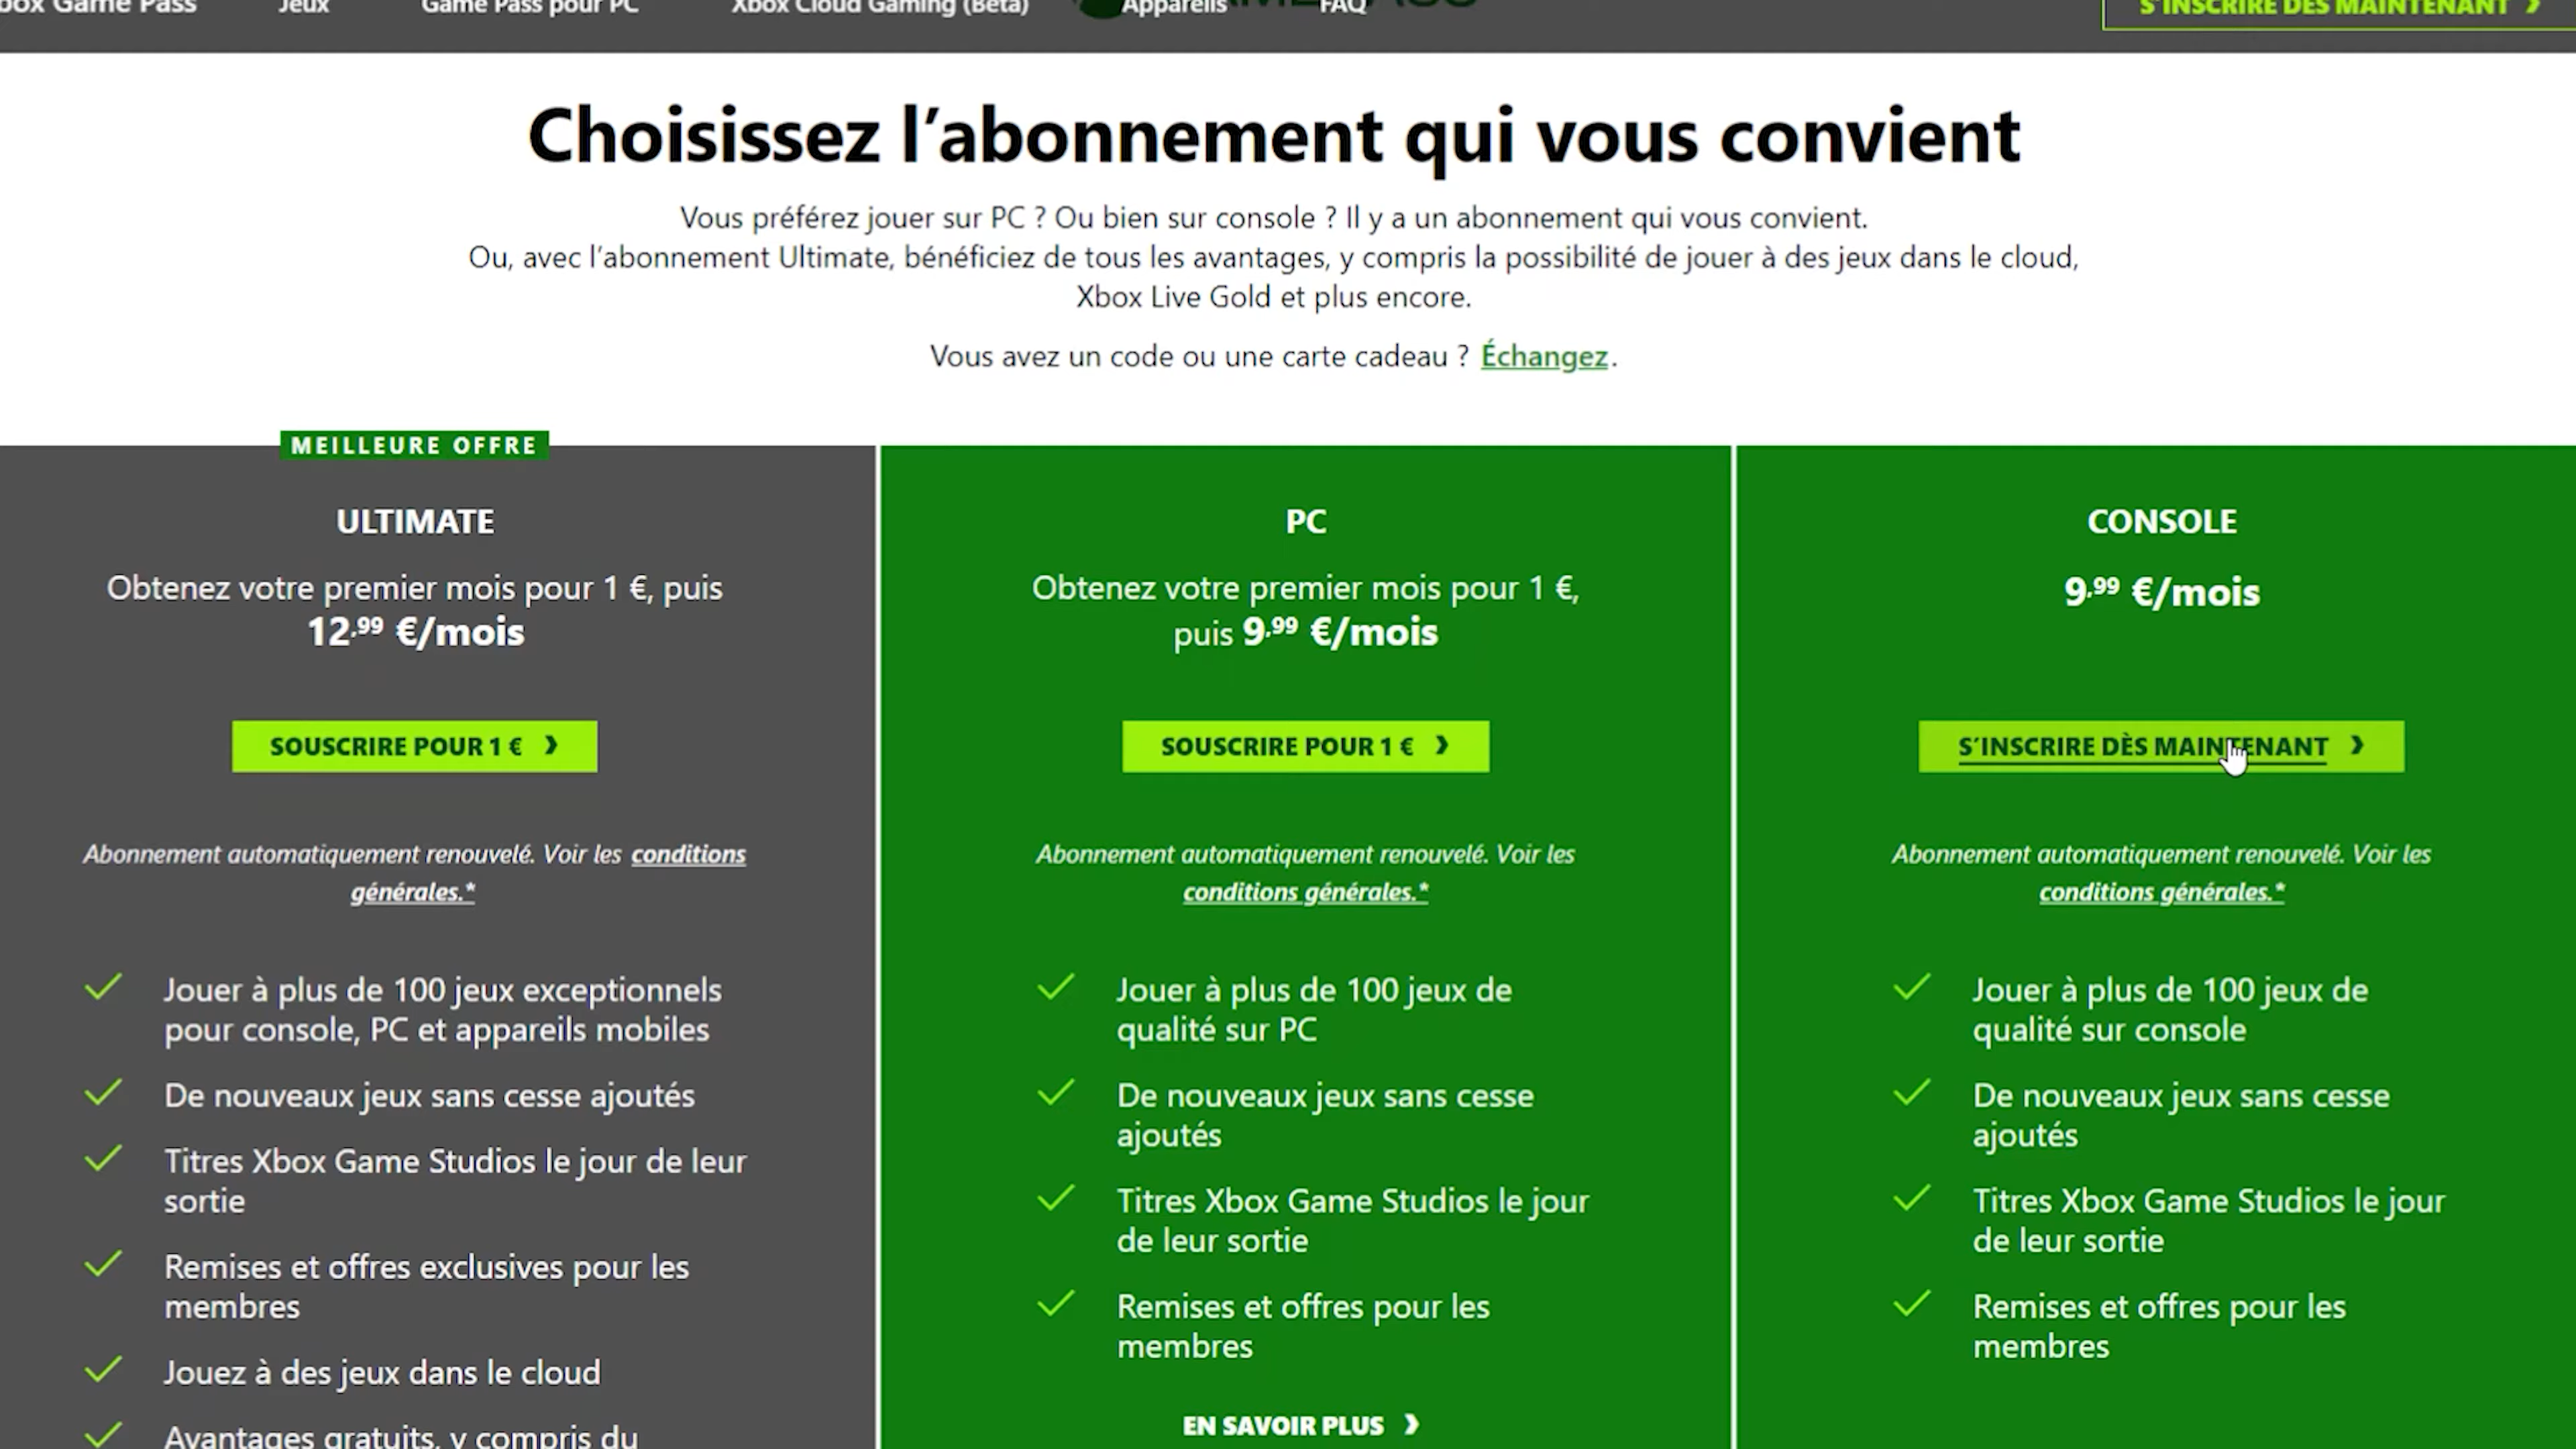 box Game Pass
Jeux
Game Pass pour PC
Xbox Cloud Gaming (Bêta)
Appareils
FAQ
S'INSCRIRE DÈS MAINTENANT
Choisissez l'abonnement qui vous convient
Vous préférez jouer sur PC ? Ou bien sur console ? Il y a un abonnement qui vous convient.
Ou, avec l'abonnement Ultimate, bénéficiez de tous les avantages, y compris la possibilité de jouer à des jeux dans le cloud,
Xbox Live Gold et plus encore.
Vous avez un code ou une carte cadeau ? Échangez.
MEILLEURE OFFRE
ULTIMATE
Obtenez votre premier mois pour 1 €, puis
12,99 €/mois
SOUSCRIRE POUR 1 €
Abonnement automatiquement renouvelé. Voir les conditions
générales.*
Jouer à plus de 100 jeux exceptionnels
pour console, PC et appareils mobiles
De nouveaux jeux sans cesse ajoutés
Titres Xbox Game Studios le jour de leur
sortie
Remises et offres exclusives pour les
membres
Jouez à des jeux dans le cloud
Avantages gratuits, y compris du
PC
Obtenez votre premier mois pour 1 €,
puis 9,99 €/mois
SOUSCRIRE POUR 1 €
Abonnement automatiquement renouvelé. Voir les
conditions générales.*
Jouer à plus de 100 jeux de
qualité sur PC
De nouveaux jeux sans cesse
ajoutés
Titres Xbox Game Studios le jour
de leur sortie
Remises et offres pour les
membres
EN SAVOIR PLUS
CONSOLE
9,99 €/mois
S'INSCRIRE DÈS MAINTENANT
Abonnement automatiquement renouvelé. Voir les
conditions générales.*
Jouer à plus de 100 jeux de
qualité sur console
De nouveaux jeux sans cesse
ajoutés
Titres Xbox Game Studios le jour
de leur sortie
Remises et offres pour les
membres